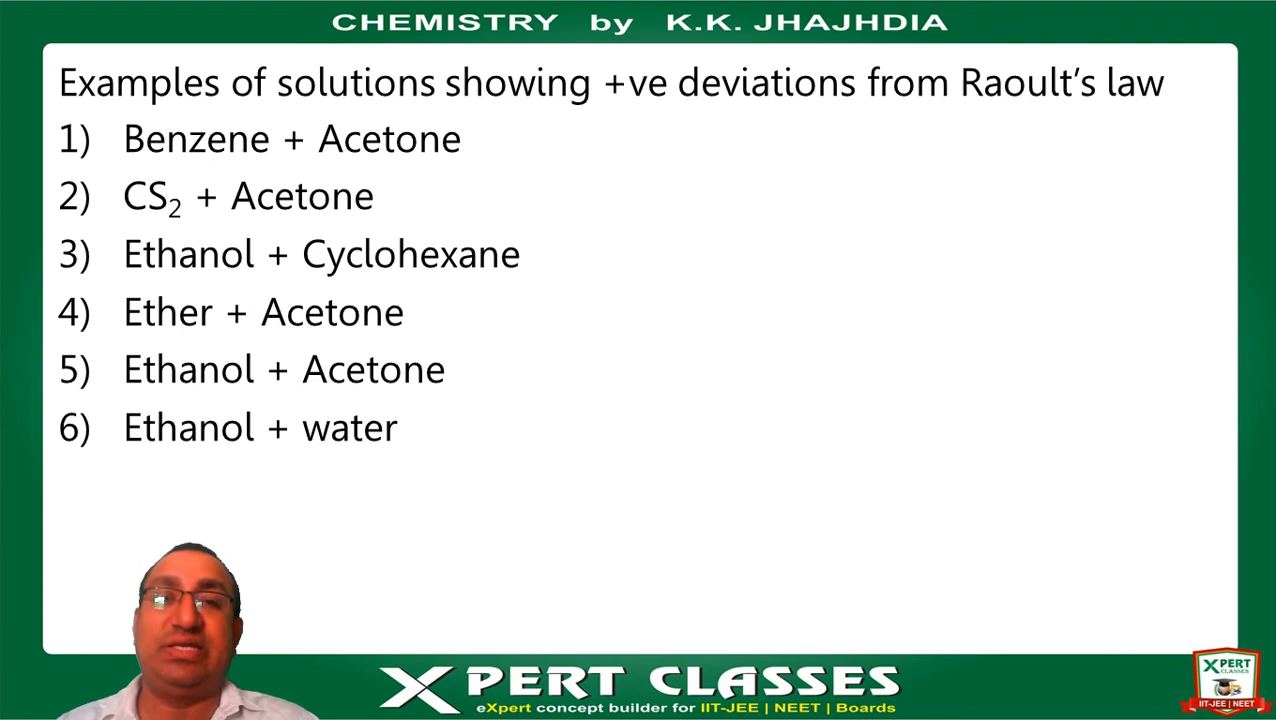 CHEMISTRY by K.K. JHAJHDIA
Examples of solutions showing +ve deviations from Raoult’s law
1) Benzene + Acetone
2) CS₂ + Acetone
3) Ethanol + Cyclohexane
4) Ether + Acetone
5) Ethanol + Acetone
6) Ethanol + water
XPERT CLASSES
eXpert concept builder for IIT-JEE | NEET | Boards
XPERT
CLASSES
IIT-JEE | NEET